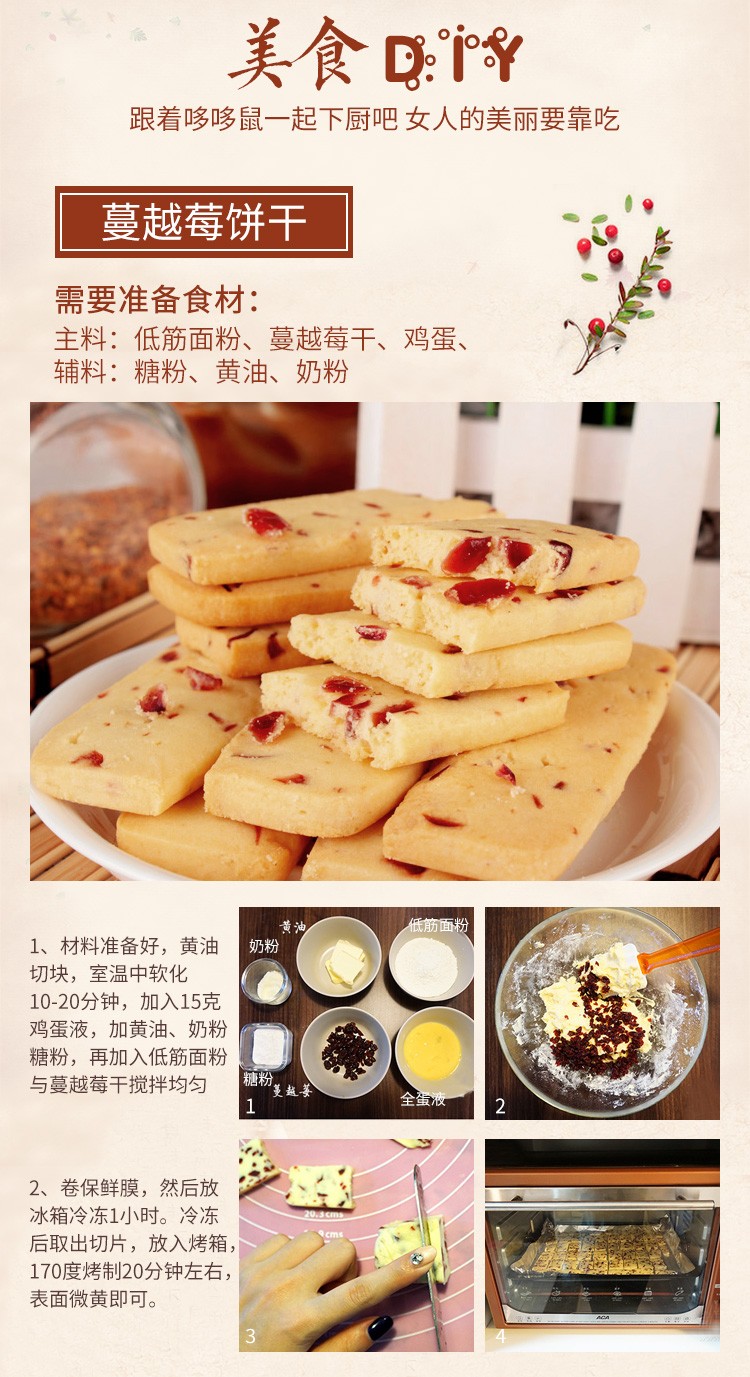 美食DIY
跟着哆哆鼠一起下厨吧 女人的美丽要靠吃
蔓越莓饼干
需要准备食材：
主料：低筋面粉、蔓越莓干、鸡蛋、
辅料：糖粉、黄油、奶粉
1、材料准备好，黄油
切块，室温中软化
10-20分钟，加入15克
鸡蛋液，加黄油、奶粉
糖粉，再加入低筋面粉
与蔓越莓干搅拌均匀
黄油
低筋面粉
奶粉
糖粉
蔓越莓
全蛋液
1
2
2、卷保鲜膜，然后放
冰箱冷冻1小时。冷冻
后取出切片，放入烤箱，
170度烤制20分钟左右，
表面微黄即可。
20.3cms
3
ACA
4